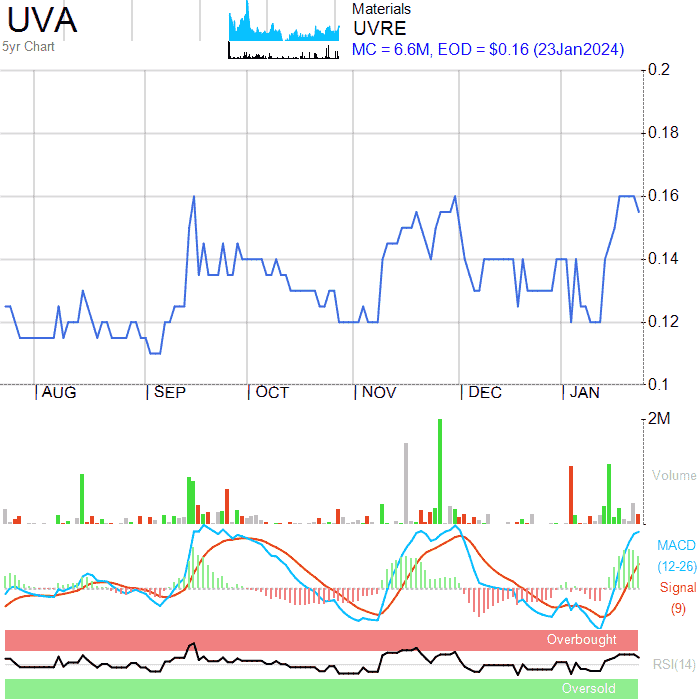 UVA
5yr Chart
Materials
UVRE
MC = 6.6M, EOD = $0.16 (23Jan2024)
0.2
0.18
0.16
0.14
0.12
0.1
AUG SEP OCT NOV DEC JAN
2M
Volume
MACD
(12-26)
Signal
(9)
Overbought
RSI(14)
Oversold